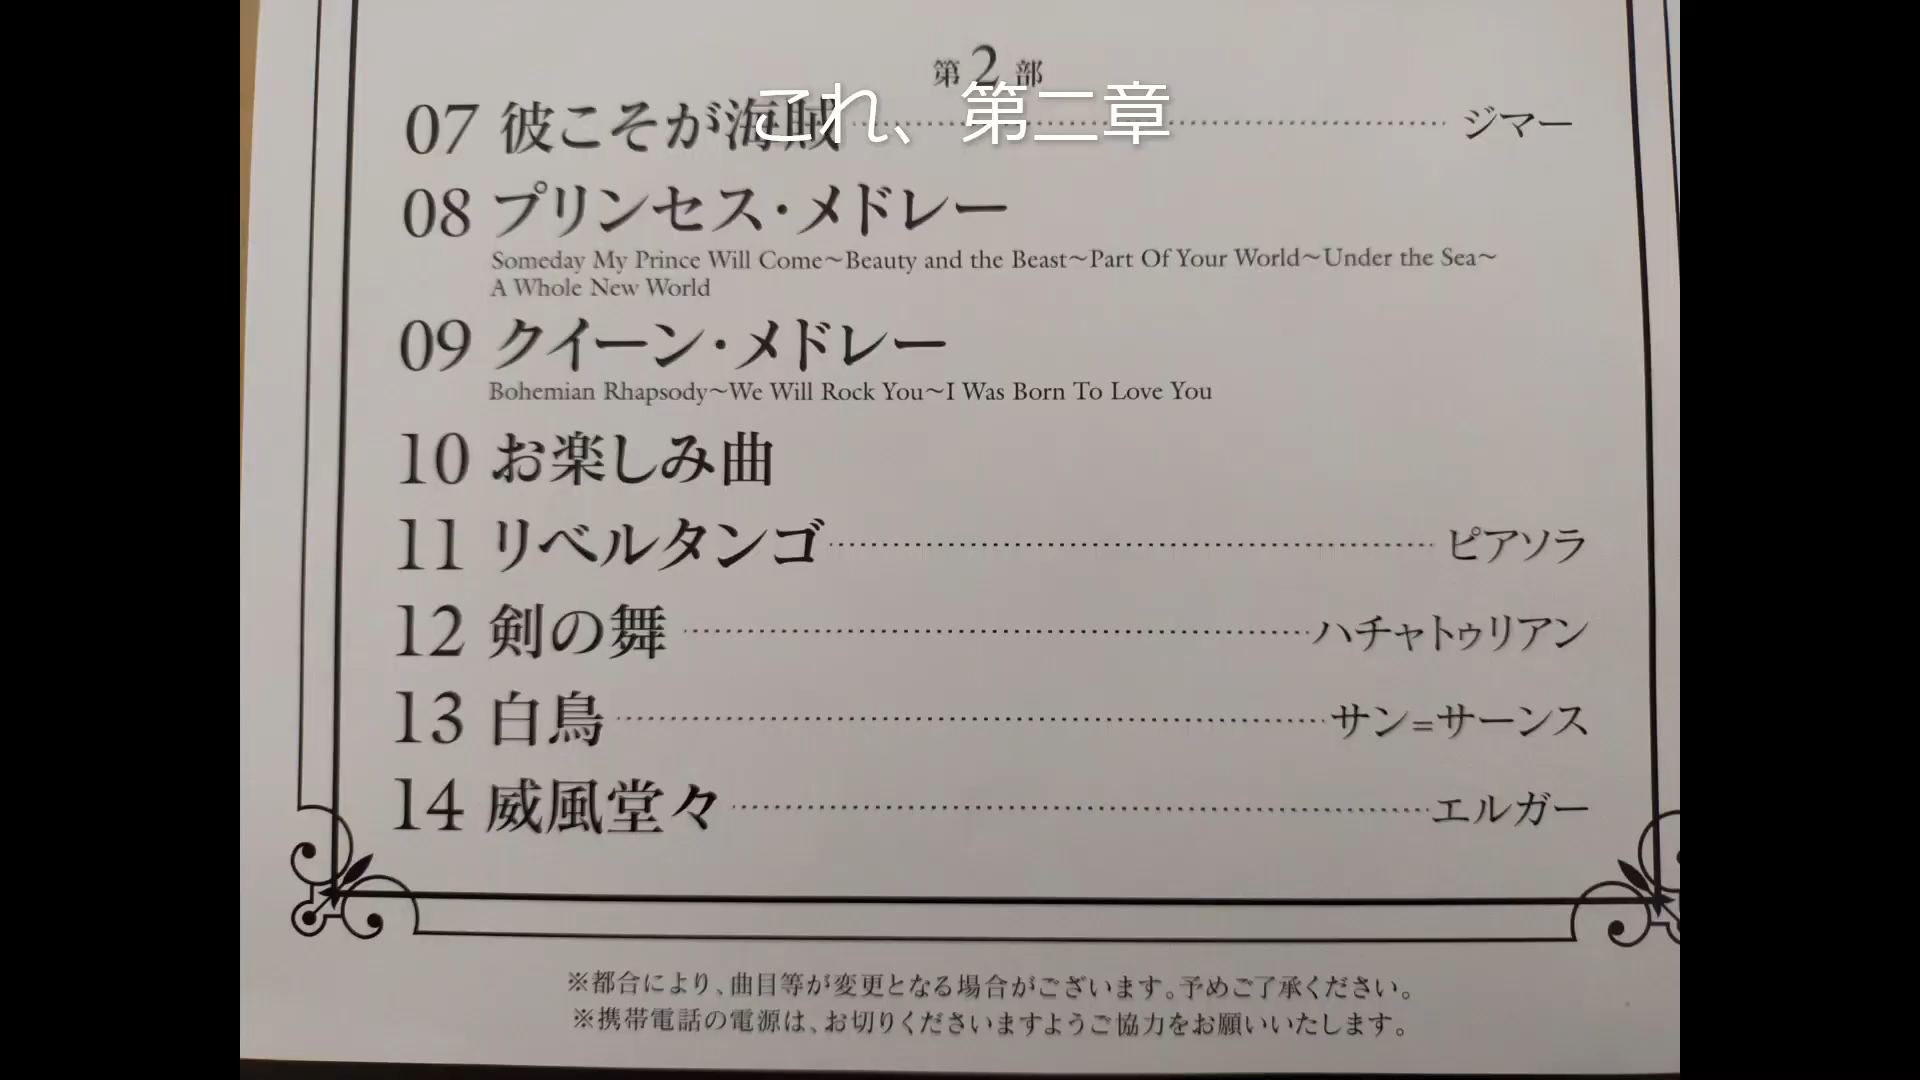 第2部
これ、第二章
07 彼こそが海賊 ジマー
08 プリンセス・メドレー
Someday My Prince Will Come~Beauty and the Beast~Part Of Your World~Under the Sea~
A Whole New World
09 クイーン・メドレー
Bohemian Rhapsody~We Will Rock You~I Was Born To Love You
10 お楽しみ曲
11 リベルタンゴ ピアソラ
12 剣の舞 ハチャトゥリアン
13 白鳥 サン=サーンス
14 威風堂々 エルガー
※都合により、曲目等が変更となる場合がございます。予めご了承ください。
※携帯電話の電源は、お切りくださいますようご協力をお願いいたします。